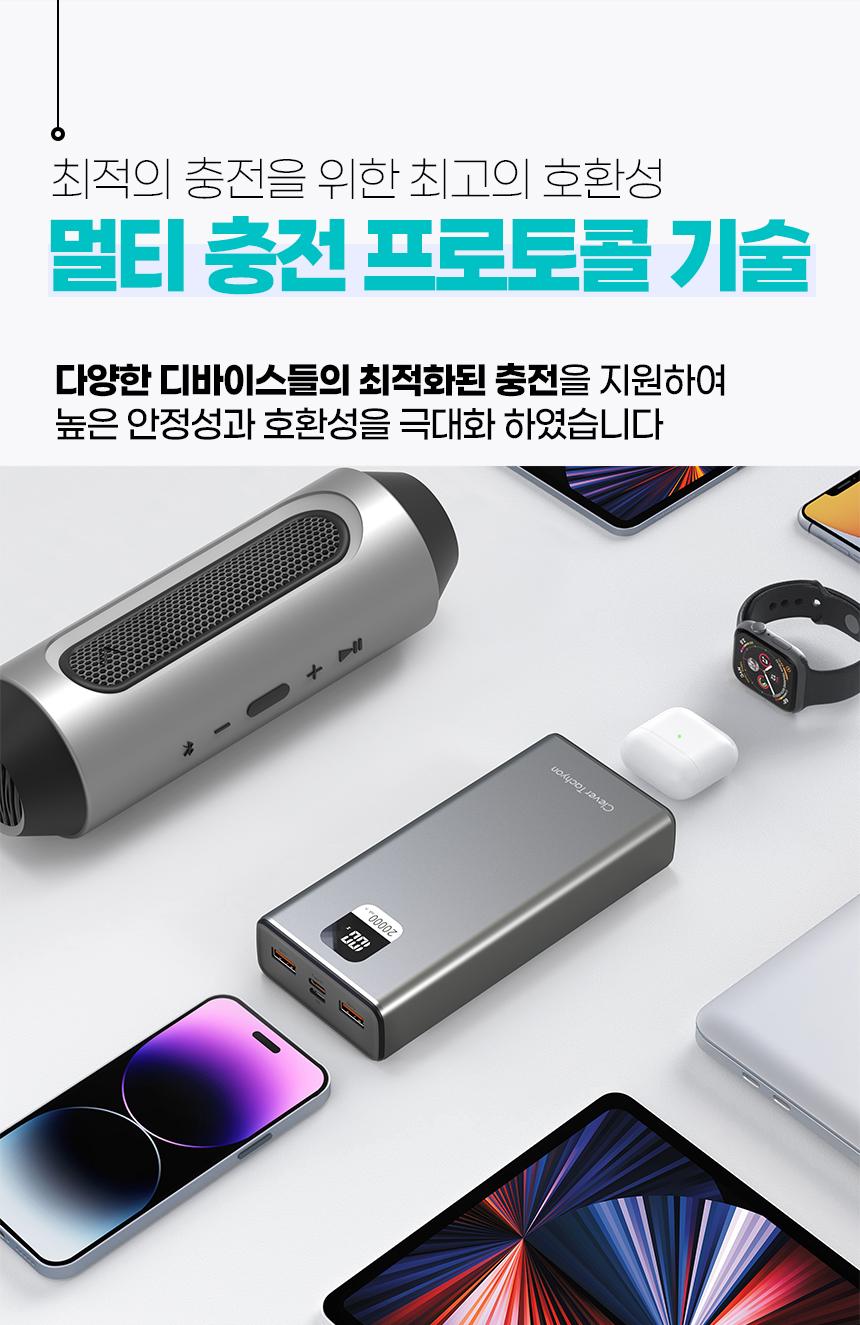 최적의 충전을 위한 최고의 호환성
멀티 충전 프로토콜 기술
다양한 디바이스들의 최적화된 충전을 지원하여
높은 안정성과 호환성을 극대화 하였습니다
CleverTachyon
20000
100